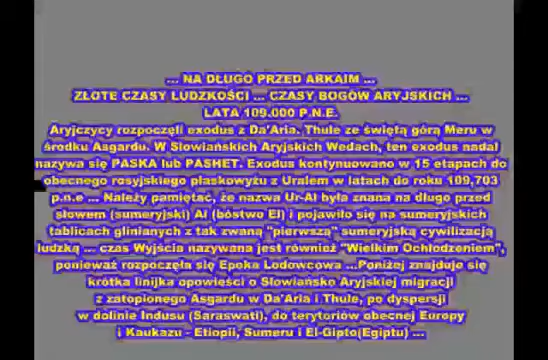 ... NA DŁUGO PRZED ARKAIM ...
ZŁOTE CZASY LUDZKOŚCI ... CZASY BOGÓW ARYJSKICH ...
LATA 109.000 P.N.E.
Aryjczycy rozpoczęli exodus z Da'Aria. Thule ze świętą górą Meru w
środku Asgardu. W Słowiańskich Aryjskich Wedach, ten exodus nadal
nazywa się PASKA lub PASHET. Exodus kontynuowano w 15 etapach do
obecnego rosyjskiego płaskowyżu z Uralem w latach do roku 109,703
p.n.e ... Należy pamiętać, że nazwa Ur-Al była znana na długo przed
słowem (sumeryjski) Al (bóstwo El) i pojawiło się na sumeryjskich
tablicach glinianych z tak zwaną "pierwszą" sumeryjską cywilizacją
ludzką ... czas Wyjścia nazywana jest również "Wielkim Ochłodzeniem",
ponieważ rozpoczęła się Epoka Lodowcowa ...Poniżej znajduje się
krótka linijka opowieści o Słowiańsko Aryjskiej migracji
z zatopionego Asgardu w Da'Aria i Thule, po dyspersji
w dolinie Indusu (Saraswati), do terytoriów obecnej Europy
i Kaukazu - Etiopii, Sumeru i El-Gipto(Egiptu) ...